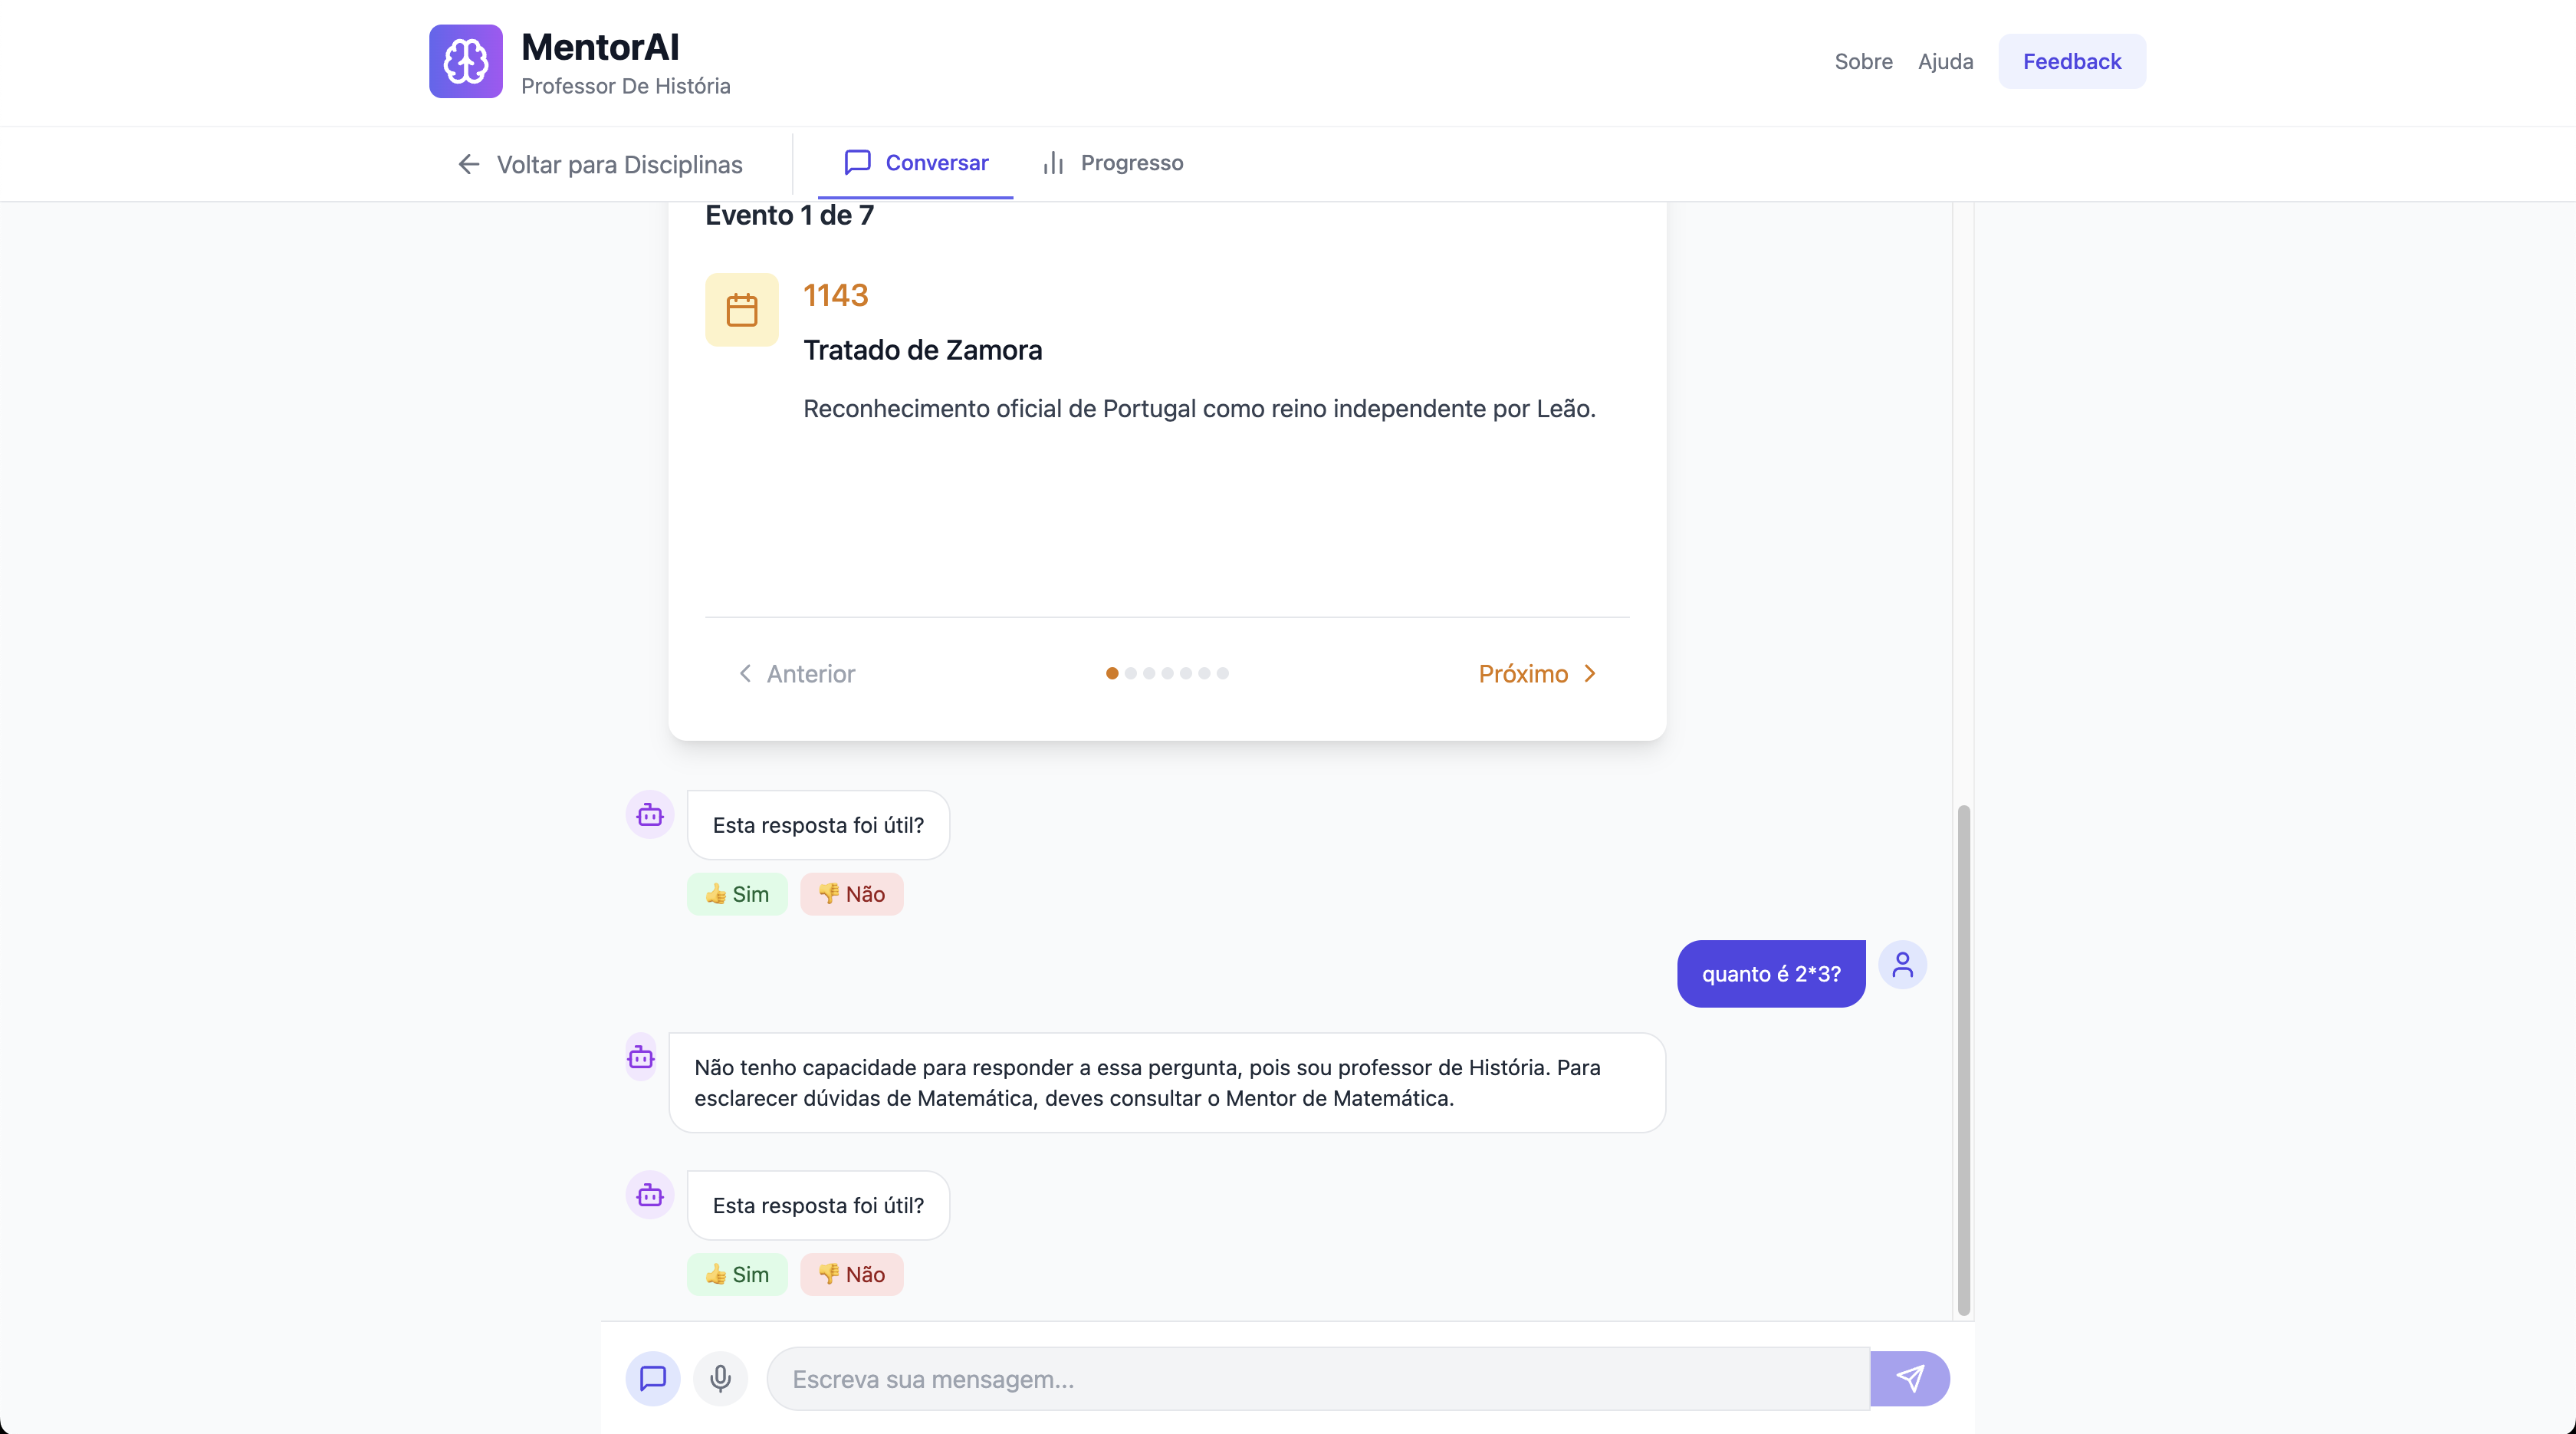 MentorAI
Professor De História
Sobre
Ajuda
Feedback
Voltar para Disciplinas
Conversar
Progresso
Evento 1 de 7
1143
Tratado de Zamora
Reconhecimento oficial de Portugal como reino independente por Leão.
Anterior
Próximo
Esta resposta foi útil?
👍 Sim
👎 Não
quanto é 2*3?
Não tenho capacidade para responder a essa pergunta, pois sou professor de História. Para
esclarecer dúvidas de Matemática, deves consultar o Mentor de Matemática.
Esta resposta foi útil?
👍 Sim
👎 Não
Escreva sua mensagem...